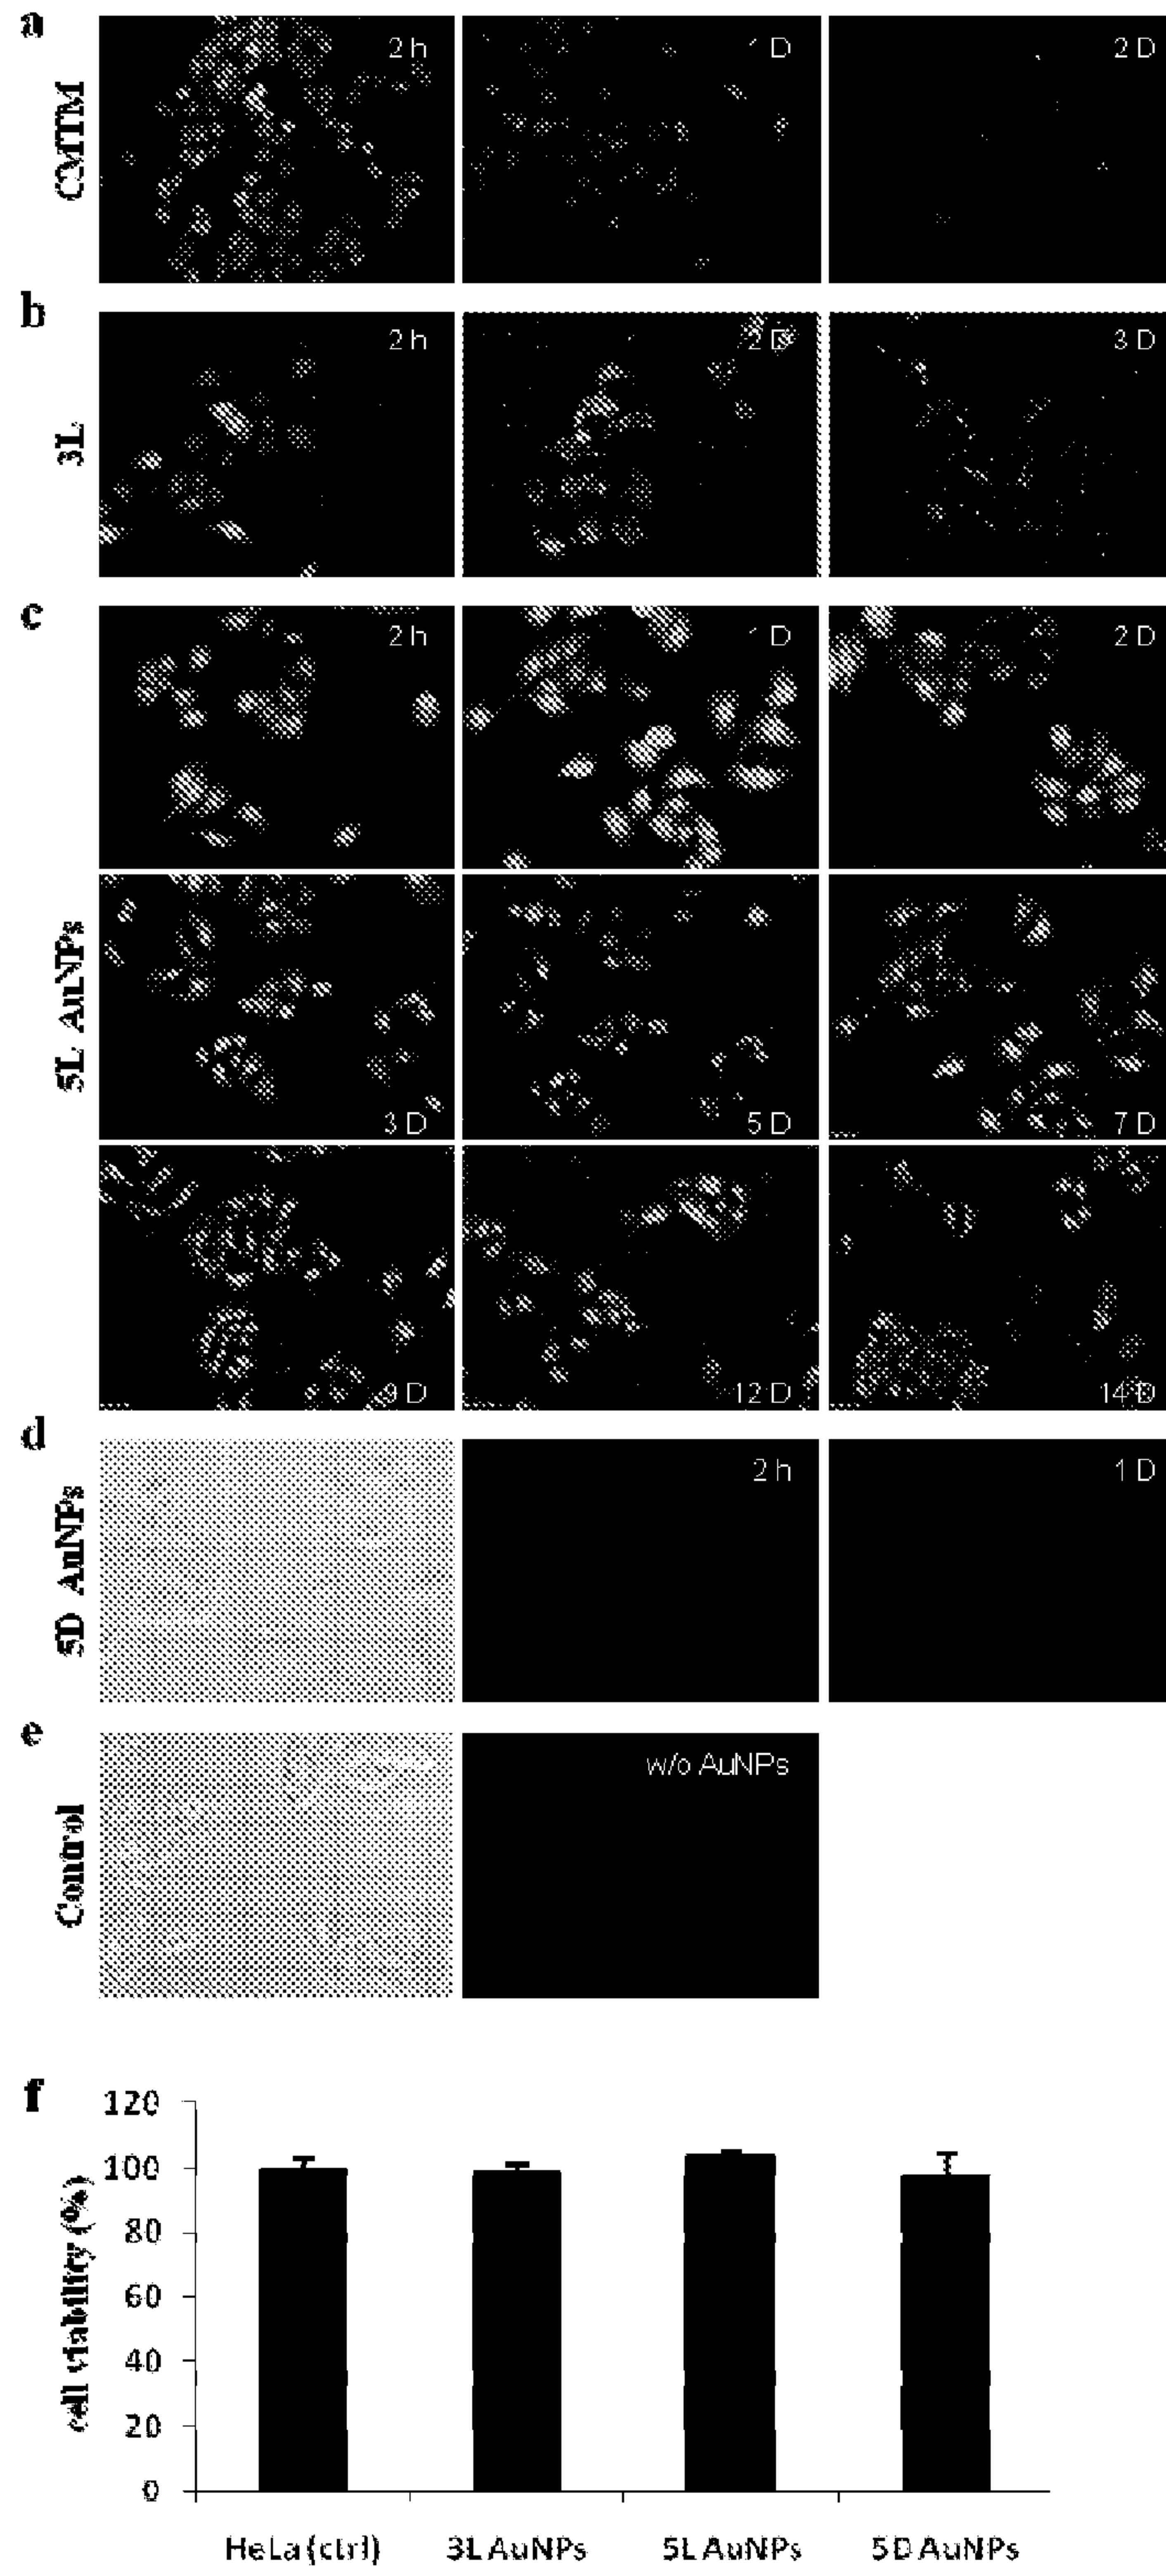 a
CMTM
2 h
1 D
2 D
b
3L
2 h
2 D
3 D
c
5L AuNPs
2 h
1 D
2 D
3 D
5 D
7 D
9 D
12 D
14 D
d
5D AuNPs
2 h
1 D
e
Control
w/o AuNPs
f
cell viability (%)
120
100
80
60
40
20
0
HeLa (ctrl)
3L AuNPs
5L AuNPs
5D AuNPs